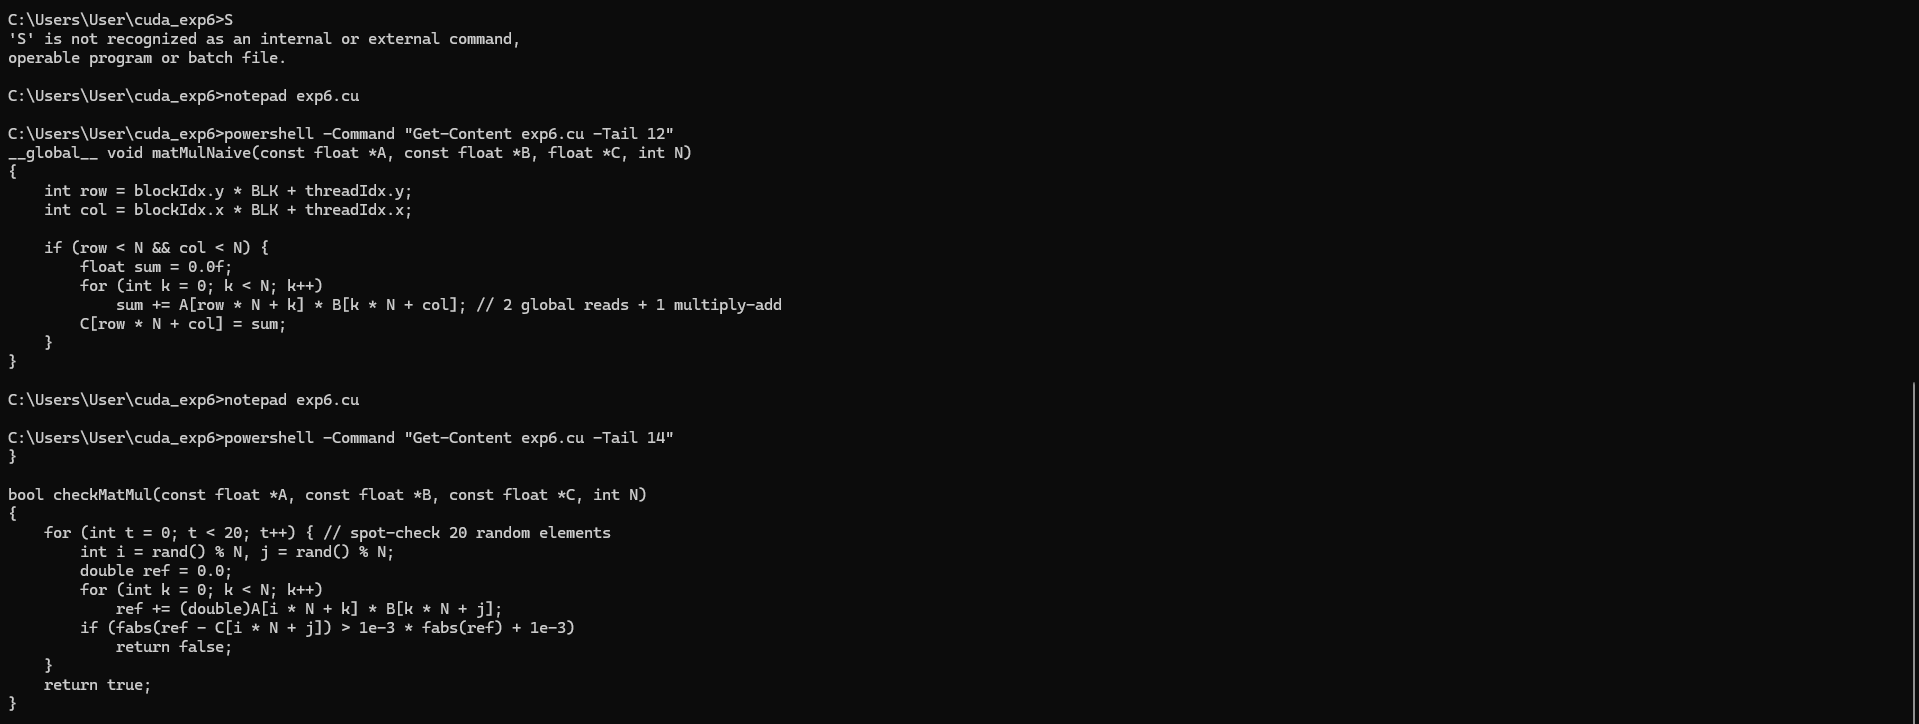 C:\Users\User\cuda_exp6>S
'S' is not recognized as an internal or external command,
operable program or batch file.
C:\Users\User\cuda_exp6>notepad exp6.cu
C:\Users\User\cuda_exp6>powershell -Command "Get-Content exp6.cu -Tail 12"
__global__ void matMulNaive(const float *A, const float *B, float *C, int N)
{
    int row = blockIdx.y * BLK + threadIdx.y;
    int col = blockIdx.x * BLK + threadIdx.x;
    if (row < N && col < N) {
        float sum = 0.0f;
        for (int k = 0; k < N; k++)
            sum += A[row * N + k] * B[k * N + col]; // 2 global reads + 1 multiply-add
        C[row * N + col] = sum;
    }
}
C:\Users\User\cuda_exp6>notepad exp6.cu
C:\Users\User\cuda_exp6>powershell -Command "Get-Content exp6.cu -Tail 14"
}
bool checkMatMul(const float *A, const float *B, const float *C, int N)
{
    for (int t = 0; t < 20; t++) { // spot-check 20 random elements
        int i = rand() % N, j = rand() % N;
        double ref = 0.0;
        for (int k = 0; k < N; k++)
            ref += (double)A[i * N + k] * B[k * N + j];
        if (fabs(ref - C[i * N + j]) > 1e-3 * fabs(ref) + 1e-3)
            return false;
    }
    return true;
}